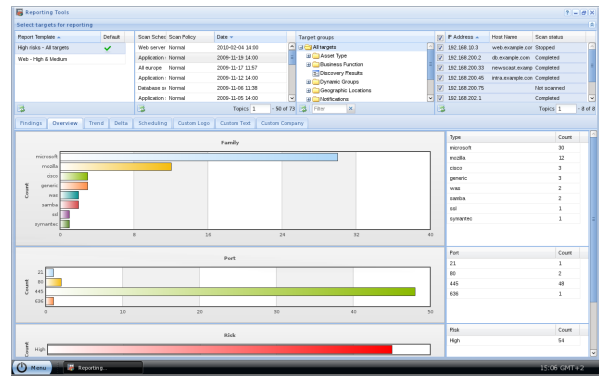 Reporting Tools
Select targets for reporting
Report Template Default
High risks - All targets
Web - High & Medium
Scan Sched Scan Policy Date
Web server Normal 2010-02-04 14:00
Application Normal 2009-11-19 14:00
All europe Normal 2009-11-17 11:57
Application Normal 2009-11-12 14:00
Database se Normal 2009-11-06 11:38
Application Normal 2009-11-05 14:00
Topics 1 - 50 of 73
Target groups
All targets
Asset Type
Business Function
Discovery Results
Dynamic Groups
Geographic Locations
Notifications
Filter
IP Address Host Name Scan status
192.168.10.3 web.example.com Stopped
192.168.200.2 db.example.com Completed
192.168.200.33 newscoast.examp Completed
192.168.200.45 intra.example.com Completed
192.168.200.75 Not scanned
192.168.202.1 Completed
Topics 1 - 8 of 8
Findings Overview Trend Delta Scheduling Custom Logo Custom Text Custom Company
Family
Count
microsoft
mozilla
cisco
generic
was
samba
ssl
symantec
0 8 16 24 32 40
Type Count
microsoft 30
mozilla 12
cisco 3
generic 3
was 2
samba 2
ssl 1
symantec 1
Port
Count
21
80
445
636
0 10 20 30 40 50
Port Count
21 1
80 2
445 48
636 1
Risk
Count
High
Risk Count
High 54
Menu Reporting...
15:06 GMT+2